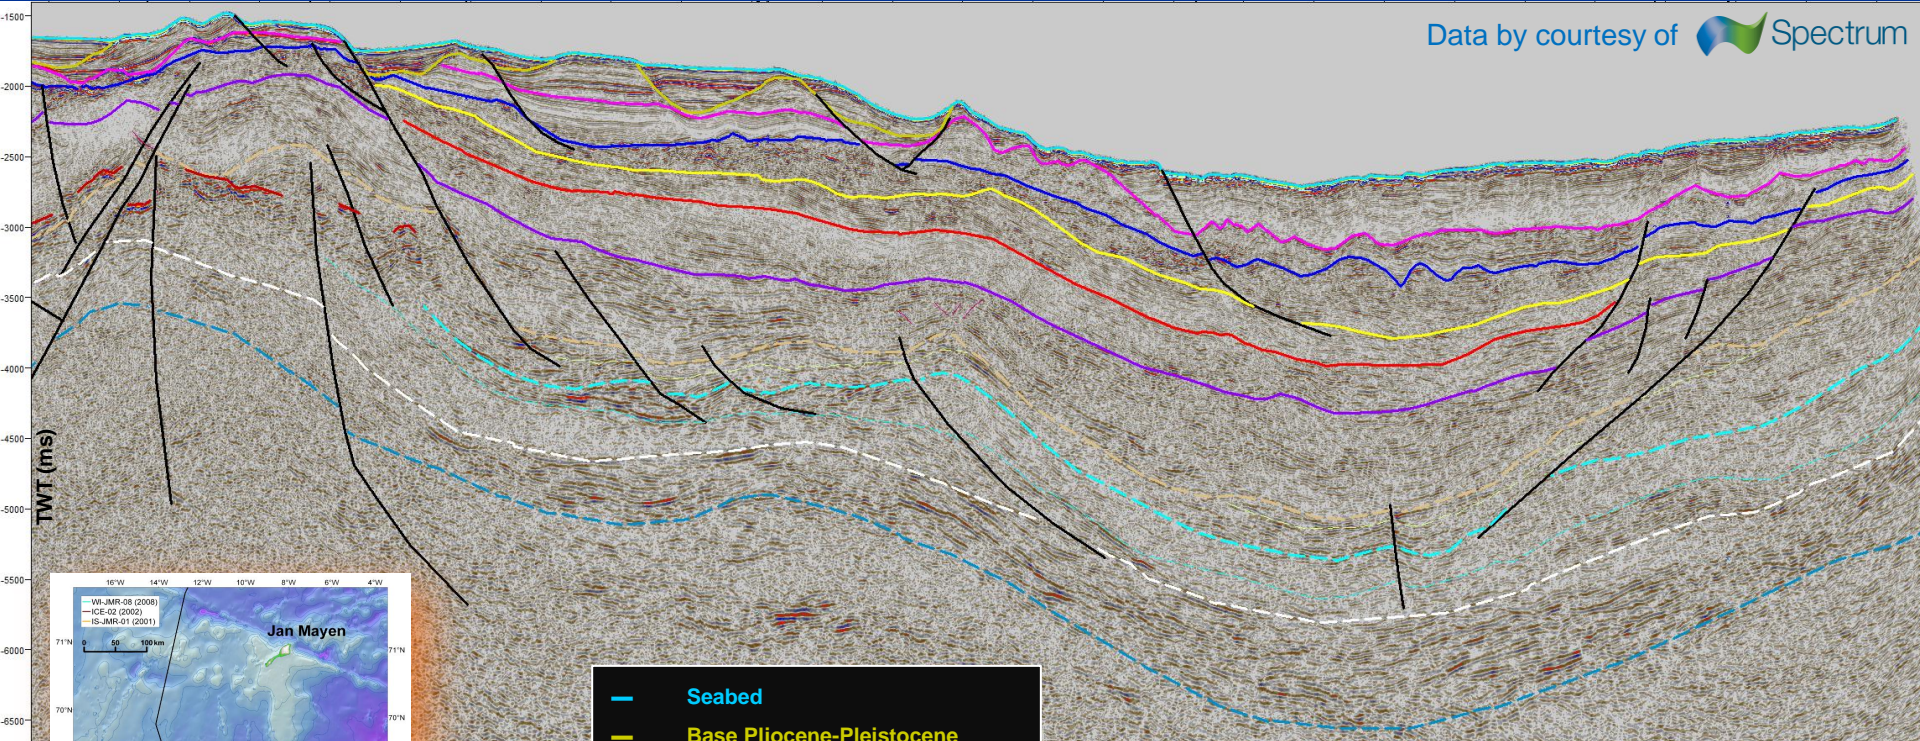 Data by courtesy of Spectrum
-1500
-2000
-2500
-3000
-3500
-4000
-4500
-5000
-5500
-6000
-6500
TWT (ms)
16°W 14°W 12°W 10°W 8°W 6°W 4°W
WI-JMR-08 (2008)
ICE-02 (2002)
IS-JMR-01 (2001)
0 50 100 km
Jan Mayen
71°N 71°N
70°N 70°N
Seabed
Base Pliocene-Pleistocene